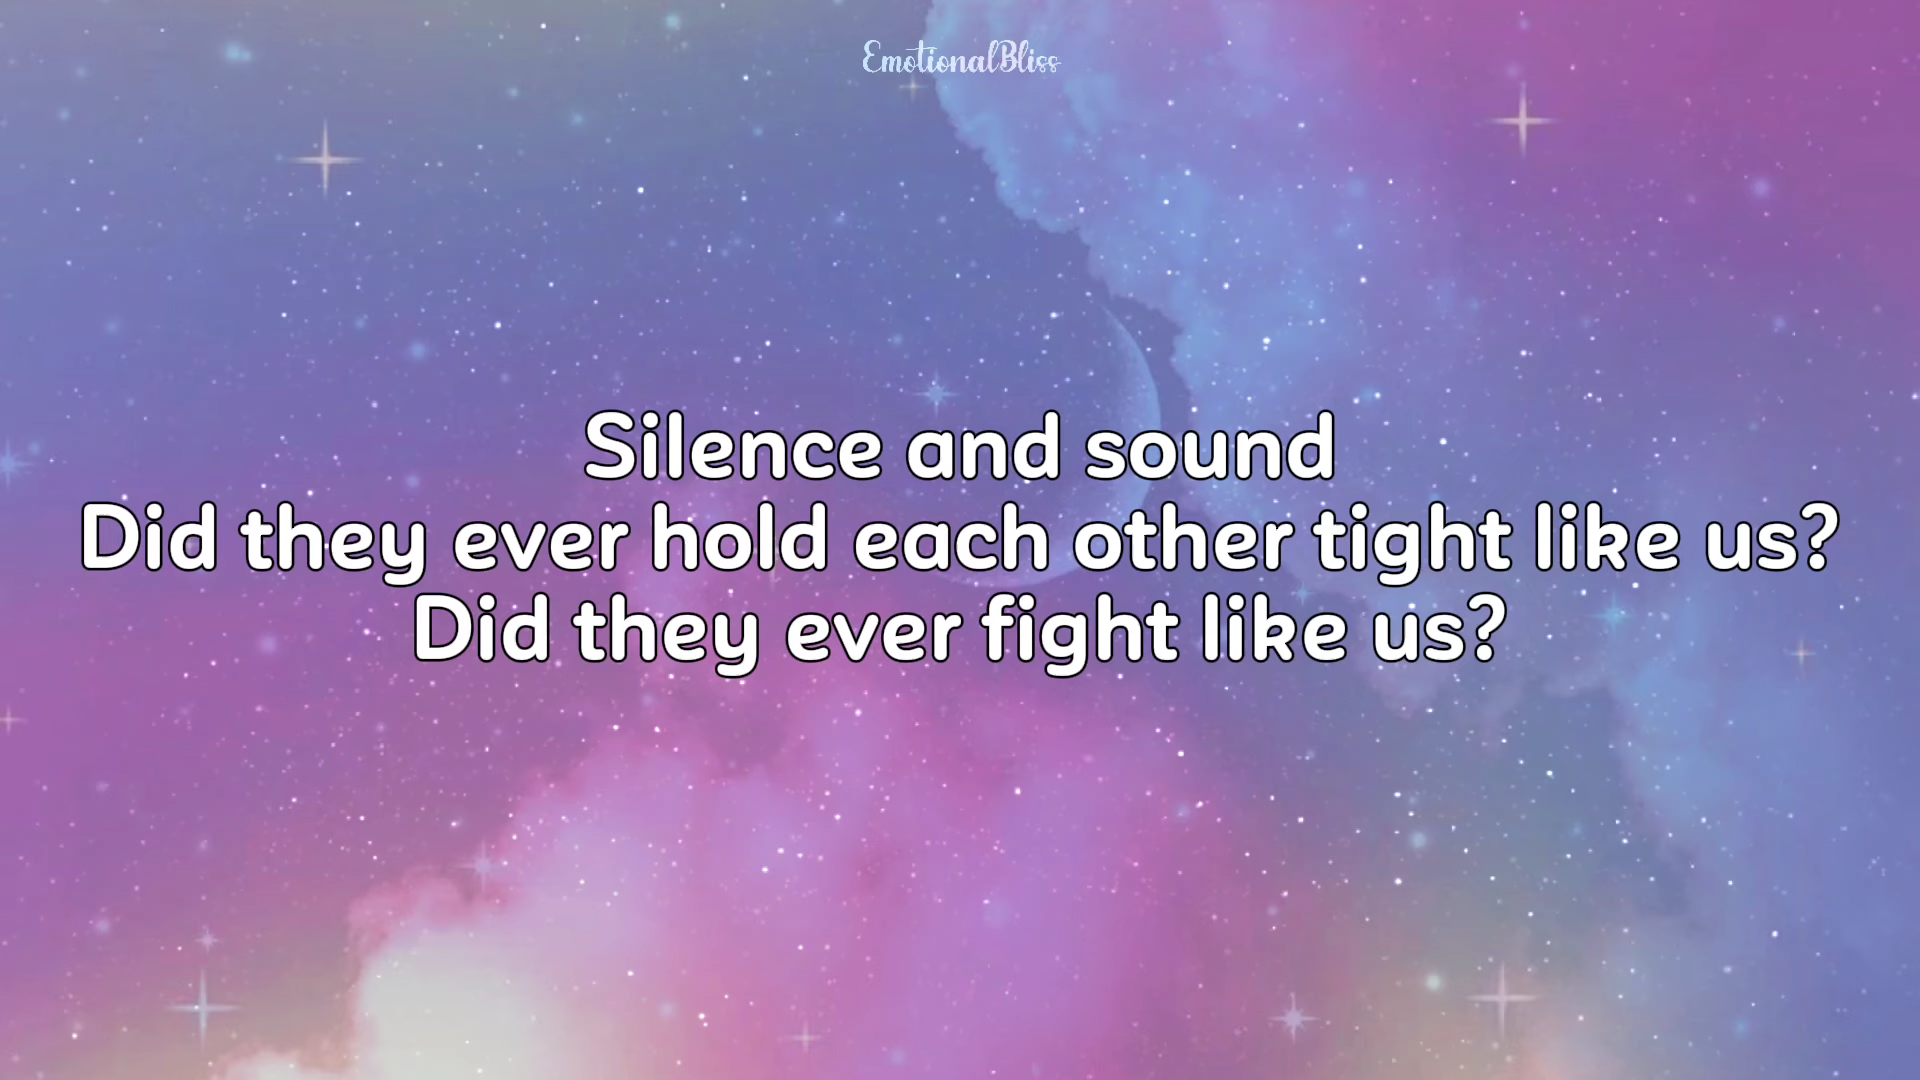 EmotionalBliss
Silence and sound
Did they ever hold each other tight like us?
Did they ever fight like us?